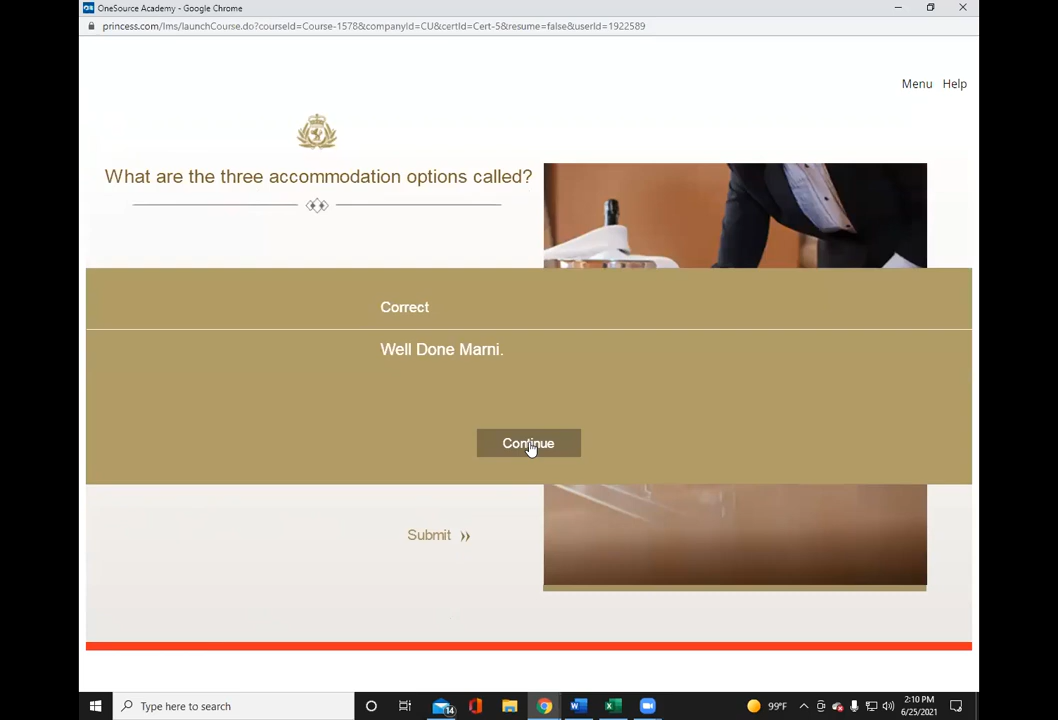 OneSource Academy - Google Chrome
princess.com/lms/launchCourse.do?courseId=Course-1578&companyId=CU&certId=Cert-5&resume=false&userId=1922589
Menu Help
What are the three accommodation options called?
Correct
Well Done Marni.
Continue
Submit
Type here to search
14
99°F
2:10 PM
6/25/2021